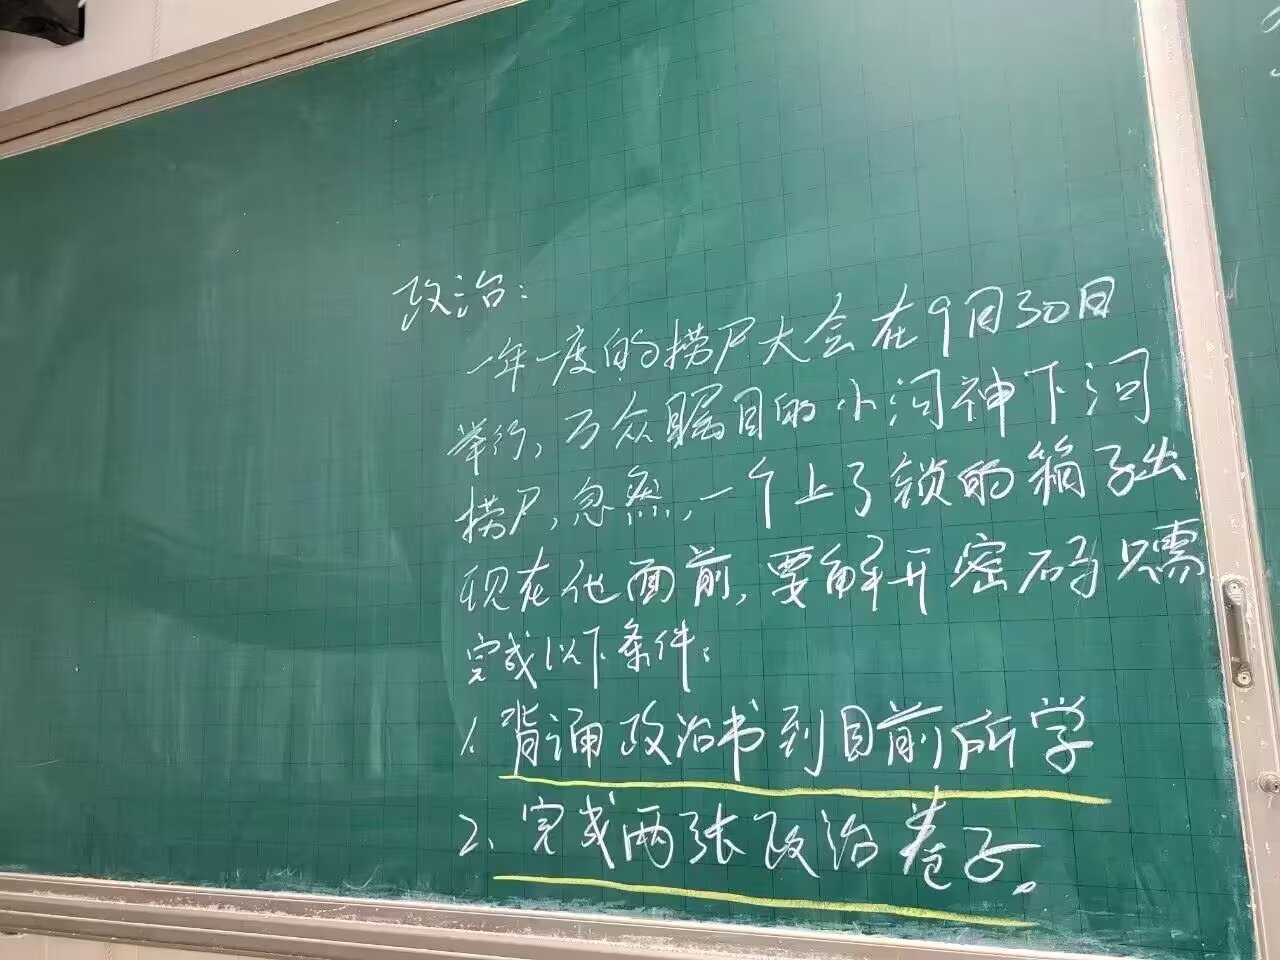 政治：
一年一度的捞尸大会在9月30日
举行，万众瞩目的小河神下河
捞尸，忽然，一个上了锁的箱子出
现在他面前，要解开密码只需
完成以下条件：
1、背诵政治书到目前所学
2、完成两张政治卷子。